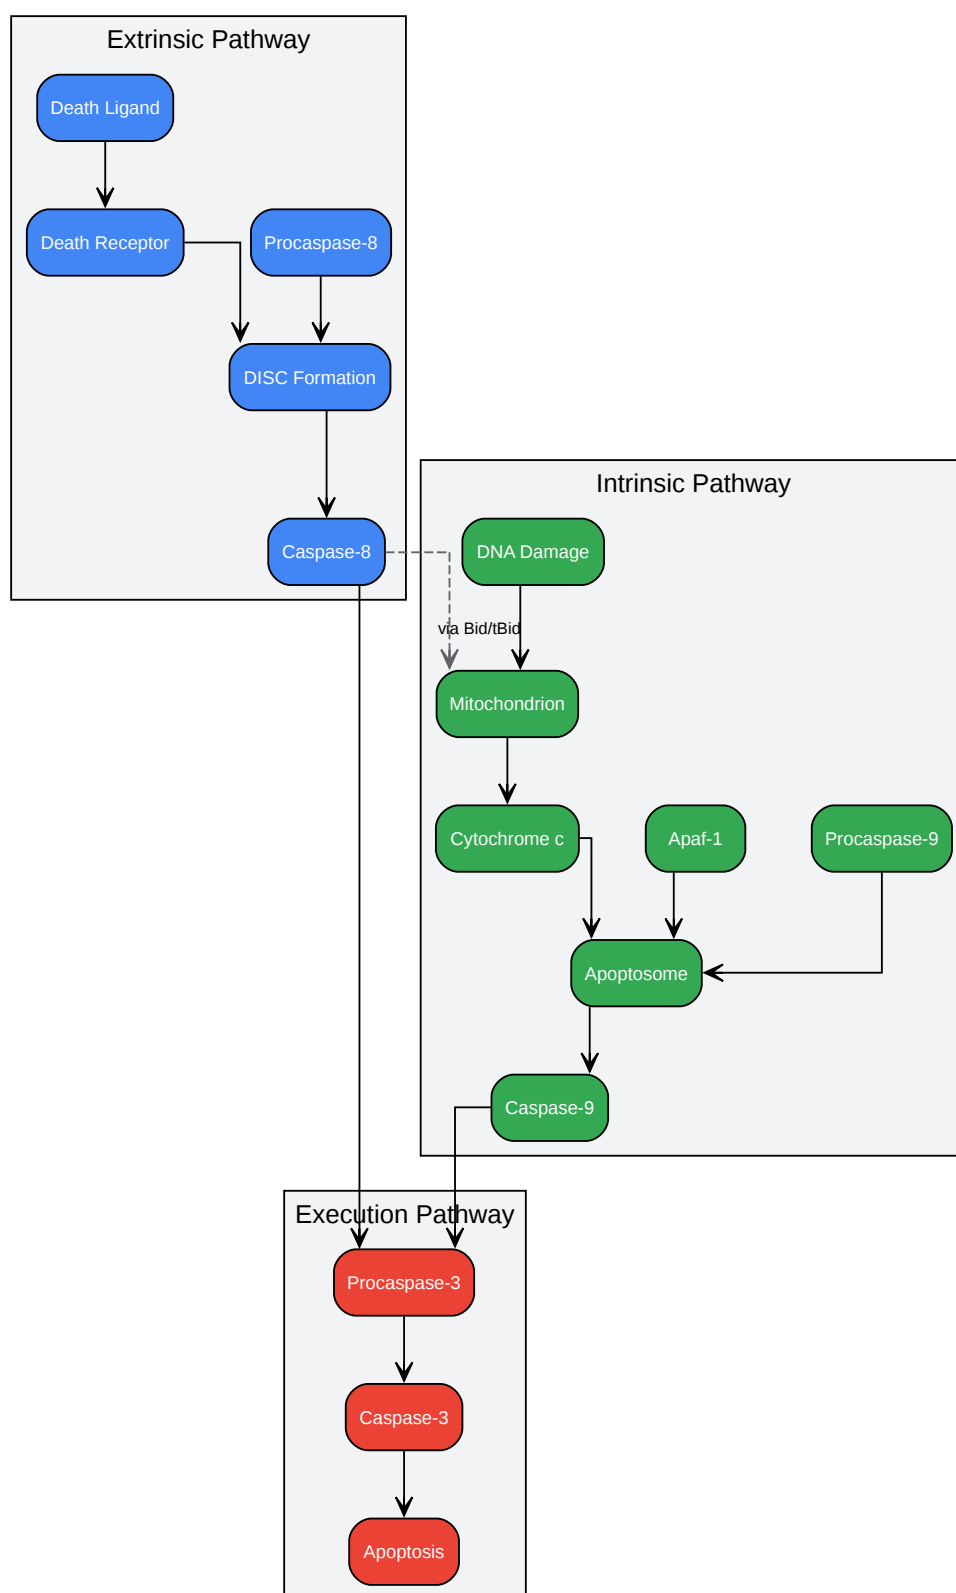 Extrinsic Pathway
Death Ligand
Death Receptor
Procaspase-8
DISC Formation
Caspase-8
Intrinsic Pathway
DNA Damage
via Bid/tBid
Mitochondrion
Cytochrome c
Apaf-1
Procaspase-9
Apoptosome
Caspase-9
Execution Pathway
Procaspase-3
Caspase-3
Apoptosis